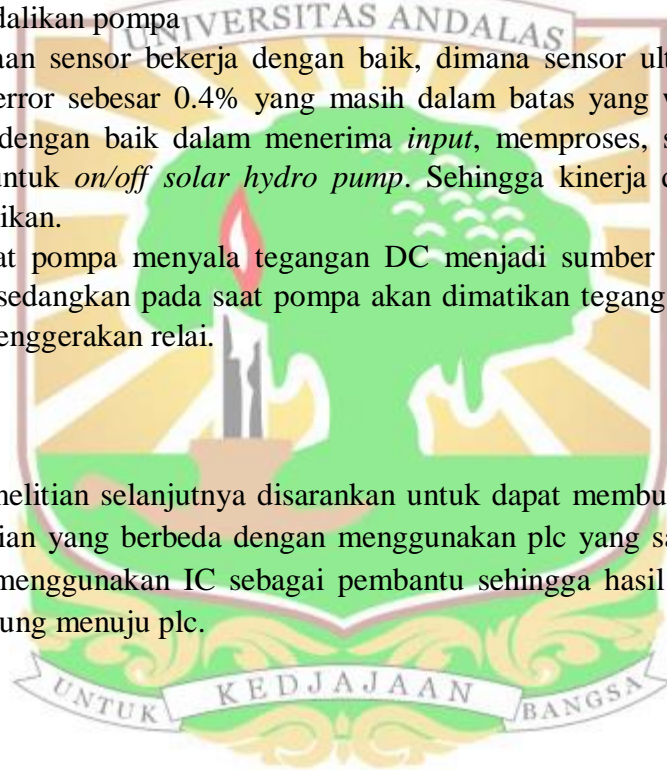 dalikan pompa
UNIVERSITAS ANDALAS
aan sensor bekerja dengan baik, dimana sensor ult
error sebesar 0.4% yang masih dalam batas yang
dengan baik dalam menerima input, memproses, s
untuk on/off solar hydro pump. Sehingga kinerja
ikan.
at pompa menyala tegangan DC menjadi sumber
sedangkan pada saat pompa akan dimatikan tegang
enggerakan relai.
nelitian selanjutnya disarankan untuk dapat membu
ian yang berbeda dengan menggunakan plc yang sa
menggunakan IC sebagai pembantu sehingga hasil
ung menuju plc.
UNTUK KEDJAJAAN BANGSA